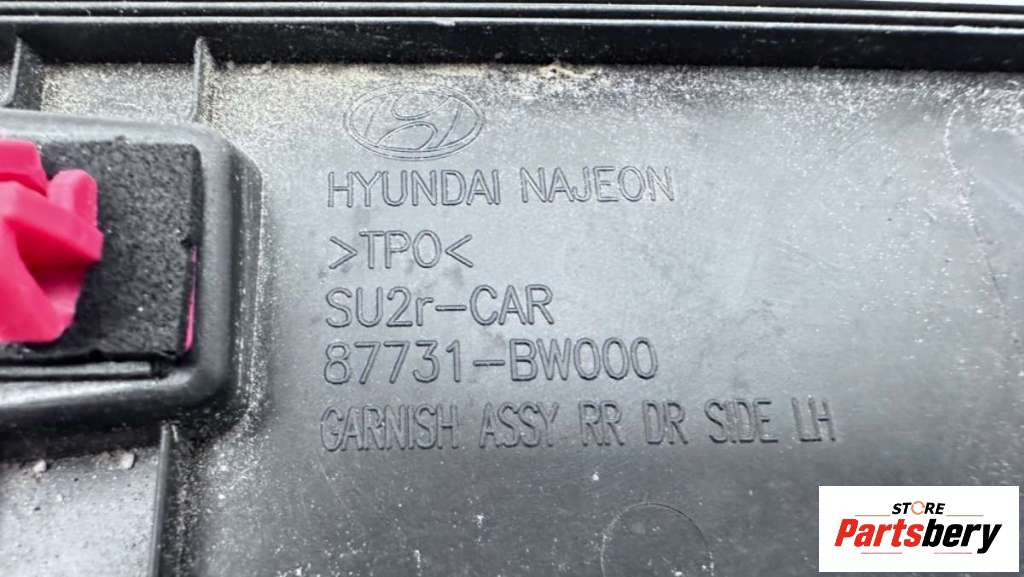 HYUNDAI NAJEON
>TPO<
SU2r-CAR
87731-BW000
GARNISH ASSY RR DR SIDE LH
STORE
Partsbery